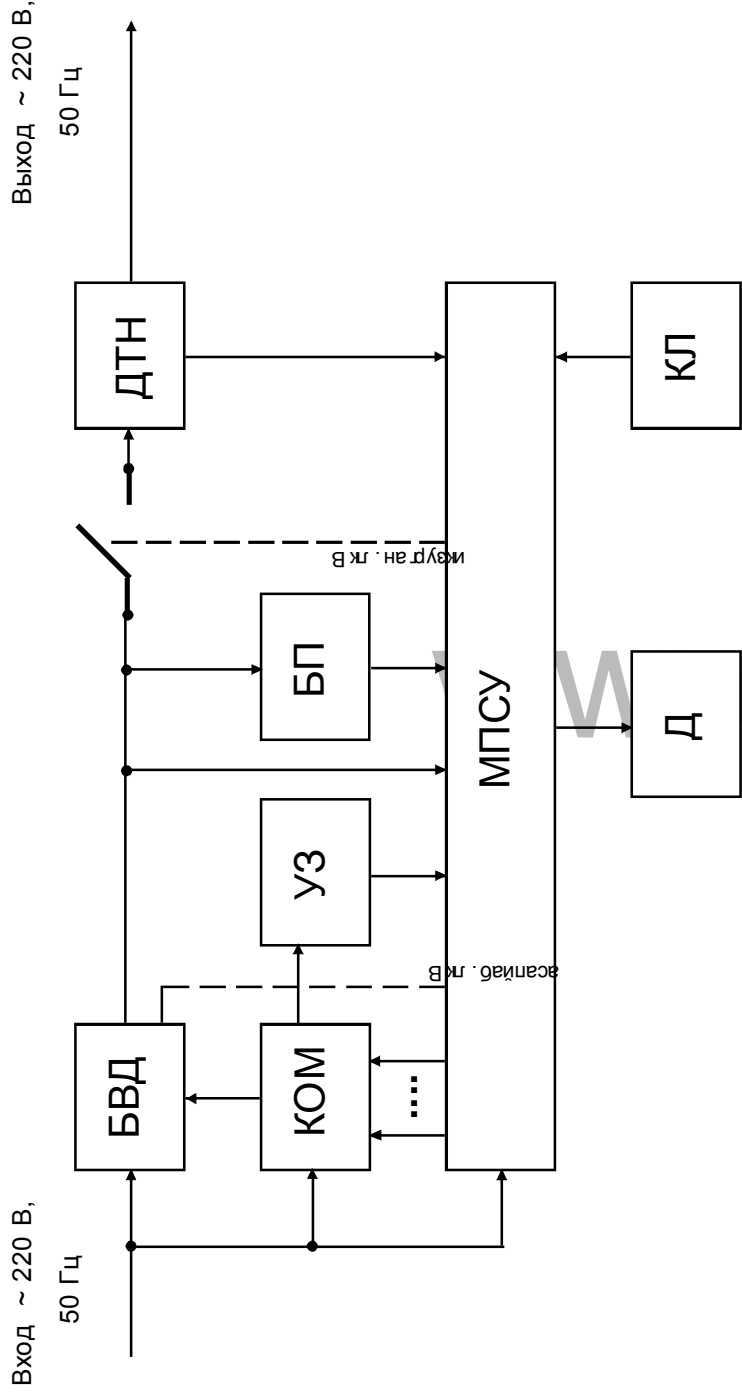 Вход ~ 220 В,
50 Гц
Выход ~ 220 В,
50 Гц
БВД
ДТН
КОМ
УЗ
БП
Вкл. байпаса
Вкл. нагрузки
....
МПСУ
Д
КЛ